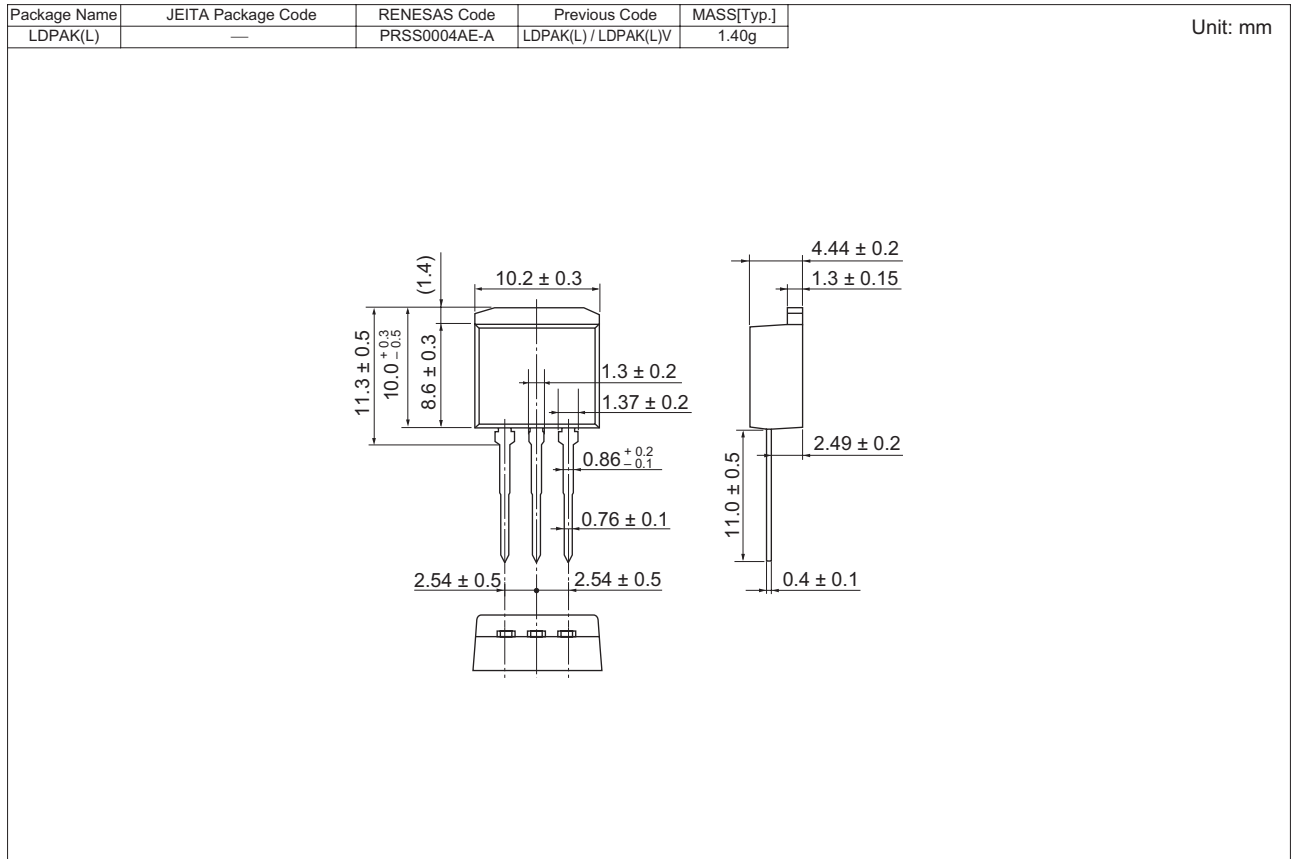 Package Name JEITA Package Code RENESAS Code Previous Code MASS[Typ.]
LDPAK(L) — PRSS0004AE-A LDPAK(L) / LDPAK(L)V 1.40g
Unit: mm
4.44 ± 0.2
(1.4)
10.2 ± 0.3
1.3 ± 0.15
11.3 ± 0.5
10.0 + 0.3 – 0.5
8.6 ± 0.3
1.3 ± 0.2
1.37 ± 0.2
2.49 ± 0.2
0.86 + 0.2 – 0.1
11.0 ± 0.5
0.76 ± 0.1
2.54 ± 0.5 2.54 ± 0.5
0.4 ± 0.1